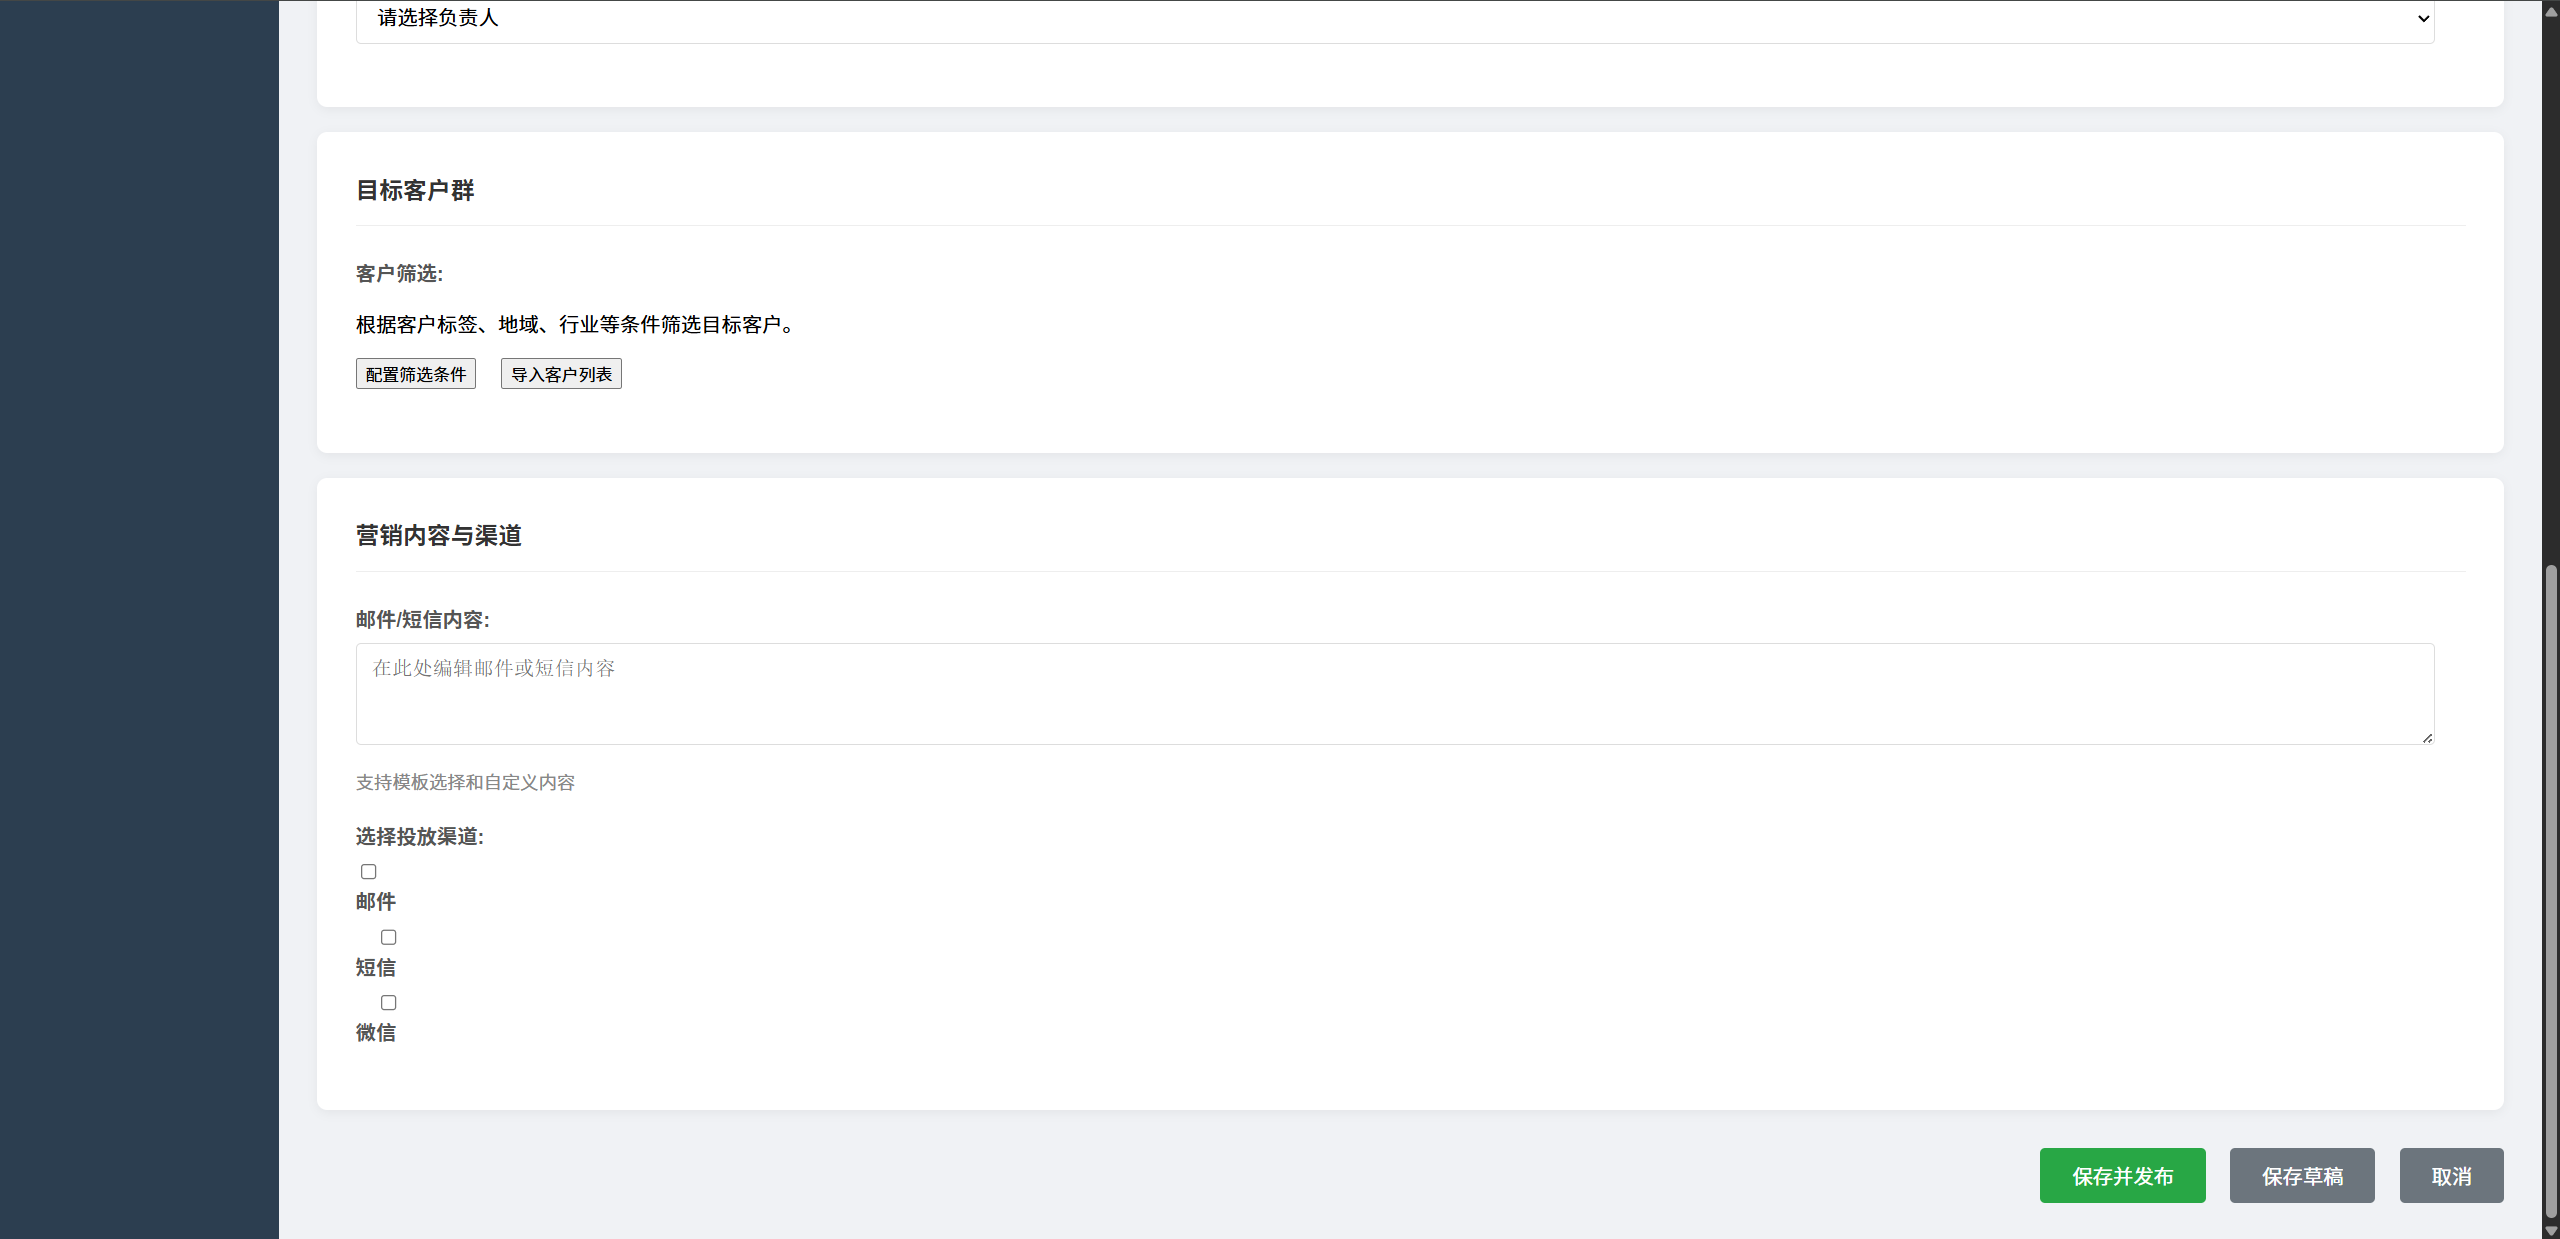 请选择负责人
目标客户群
客户筛选:
根据客户标签、地域、行业等条件筛选目标客户。
配置筛选条件 导入客户列表
营销内容与渠道
邮件/短信内容:
在此处编辑邮件或短信内容
支持模板选择和自定义内容
选择投放渠道:
邮件
短信
微信
保存并发布 保存草稿 取消